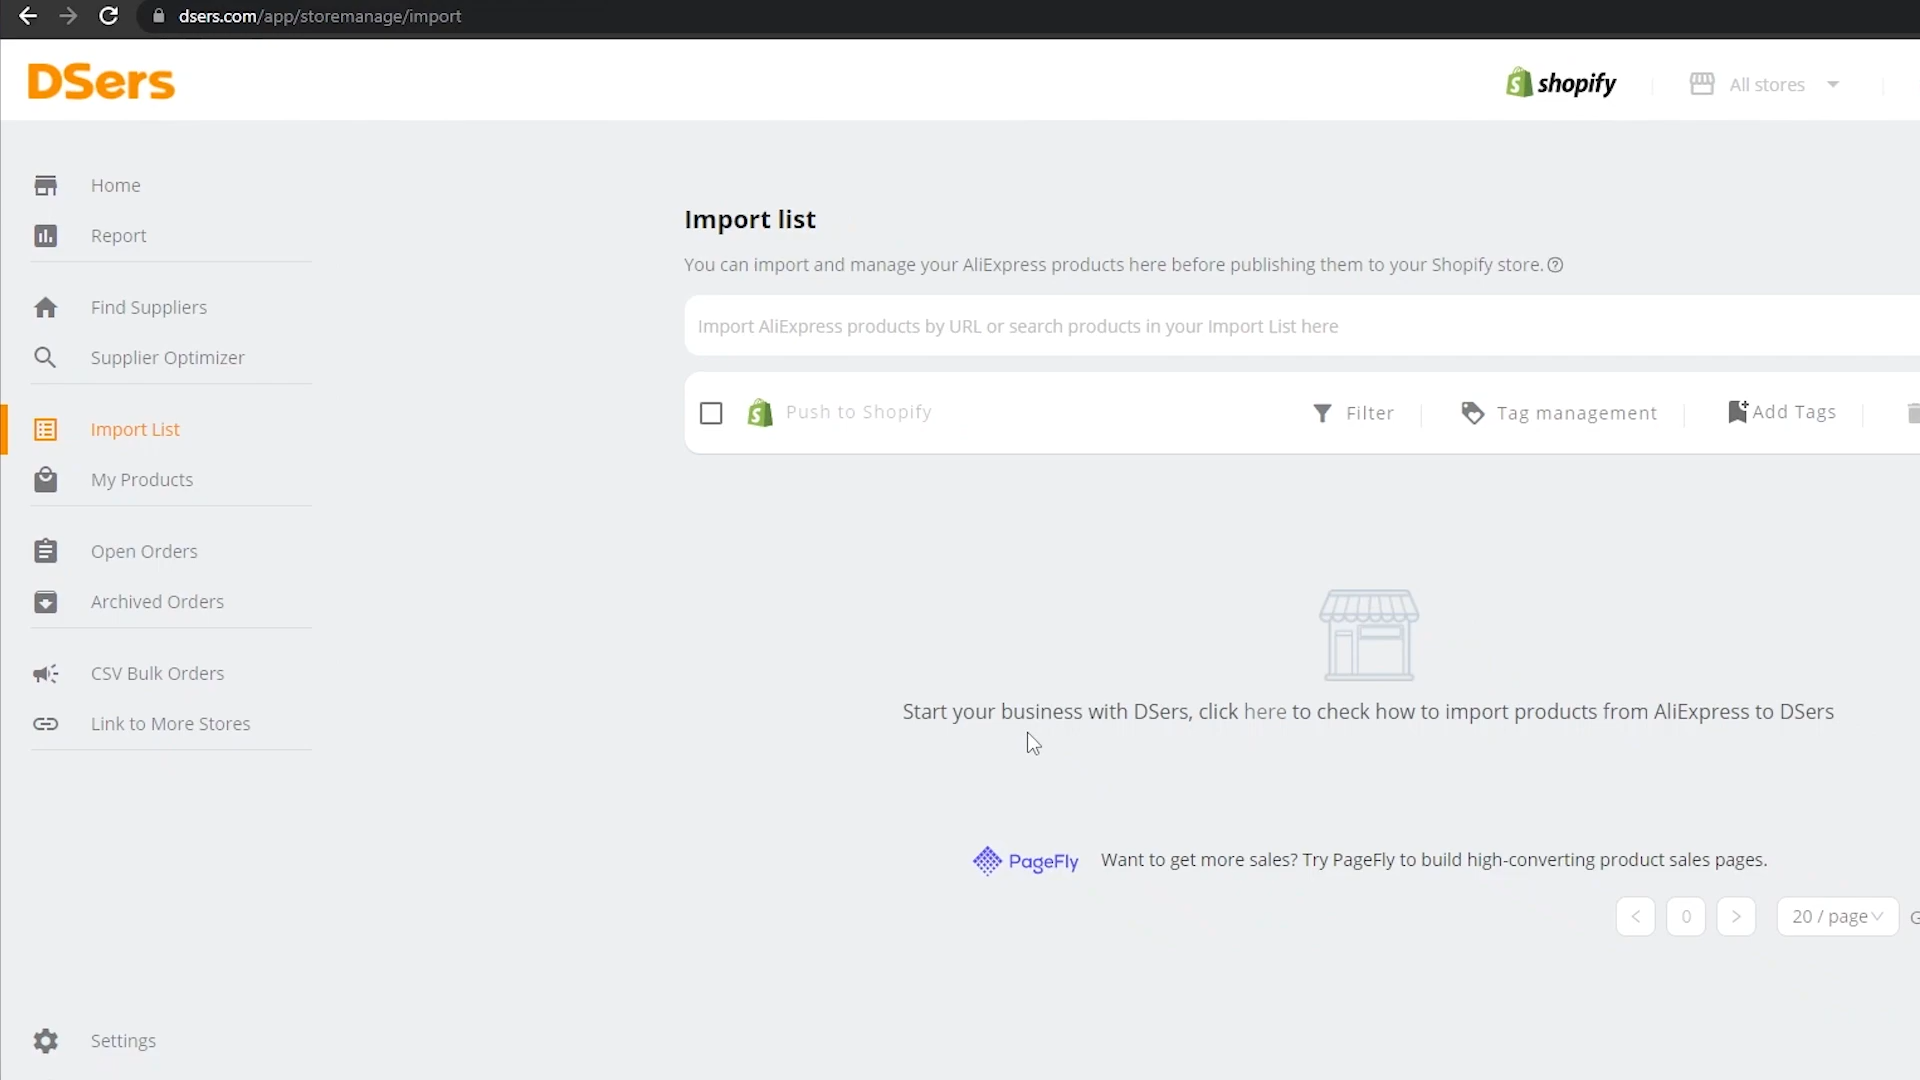 dsers.com/app/storemanage/import
DSers
shopify
All stores
Home
Report
Find Suppliers
Supplier Optimizer
Import List
My Products
Open Orders
Archived Orders
CSV Bulk Orders
Link to More Stores
Settings
Import list
You can import and manage your AliExpress products here before publishing them to your Shopify store.
Import AliExpress products by URL or search products in your Import List here
Push to Shopify
Filter
Tag management
Add Tags
Start your business with DSers, click here to check how to import products from AliExpress to DSers
PageFly
Want to get more sales? Try PageFly to build high-converting product sales pages.
< 0 > 20 / page